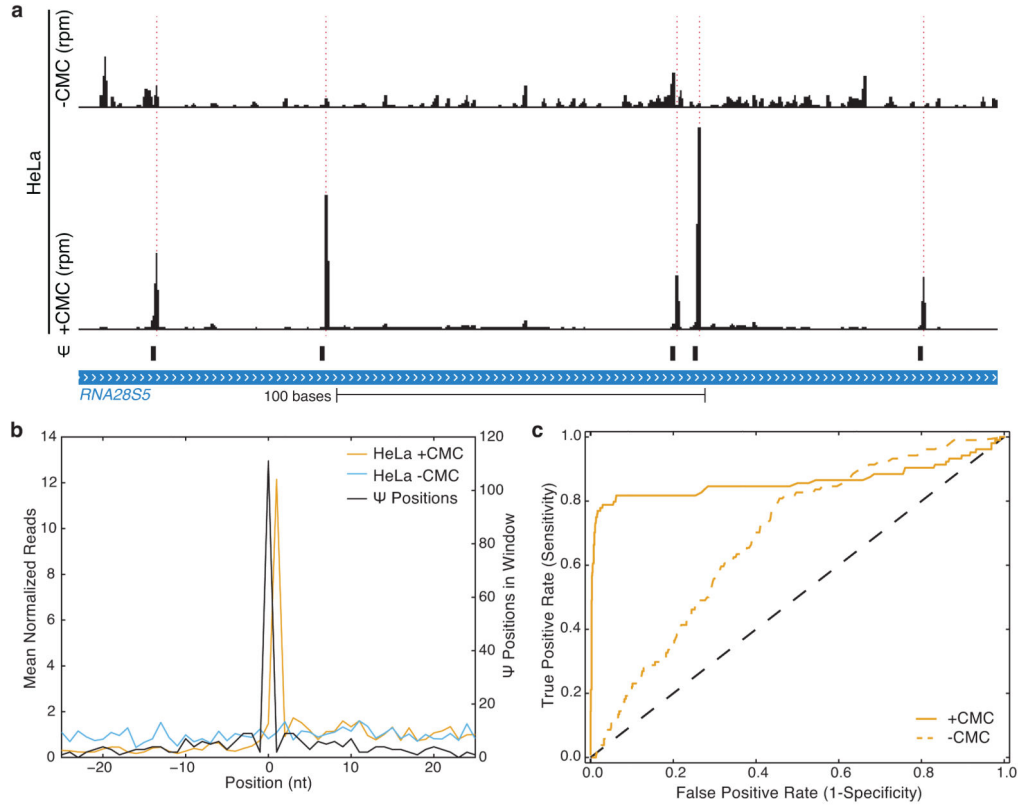 a
-CMC (rpm)
HeLa
+CMC (rpm)
Ψ
RNA28S5
100 bases
b
14
12
10
8
6
4
2
0
Mean Normalized Reads
HeLa +CMC
HeLa -CMC
Ψ Positions
120
100
80
60
40
20
0
Ψ Positions in Window
−20
−10
0
10
20
Position (nt)
c
1.0
0.8
0.6
0.4
0.2
0.0
True Positive Rate (Sensitivity)
+CMC
-CMC
0.0
0.2
0.4
0.6
0.8
1.0
False Positive Rate (1-Specificity)